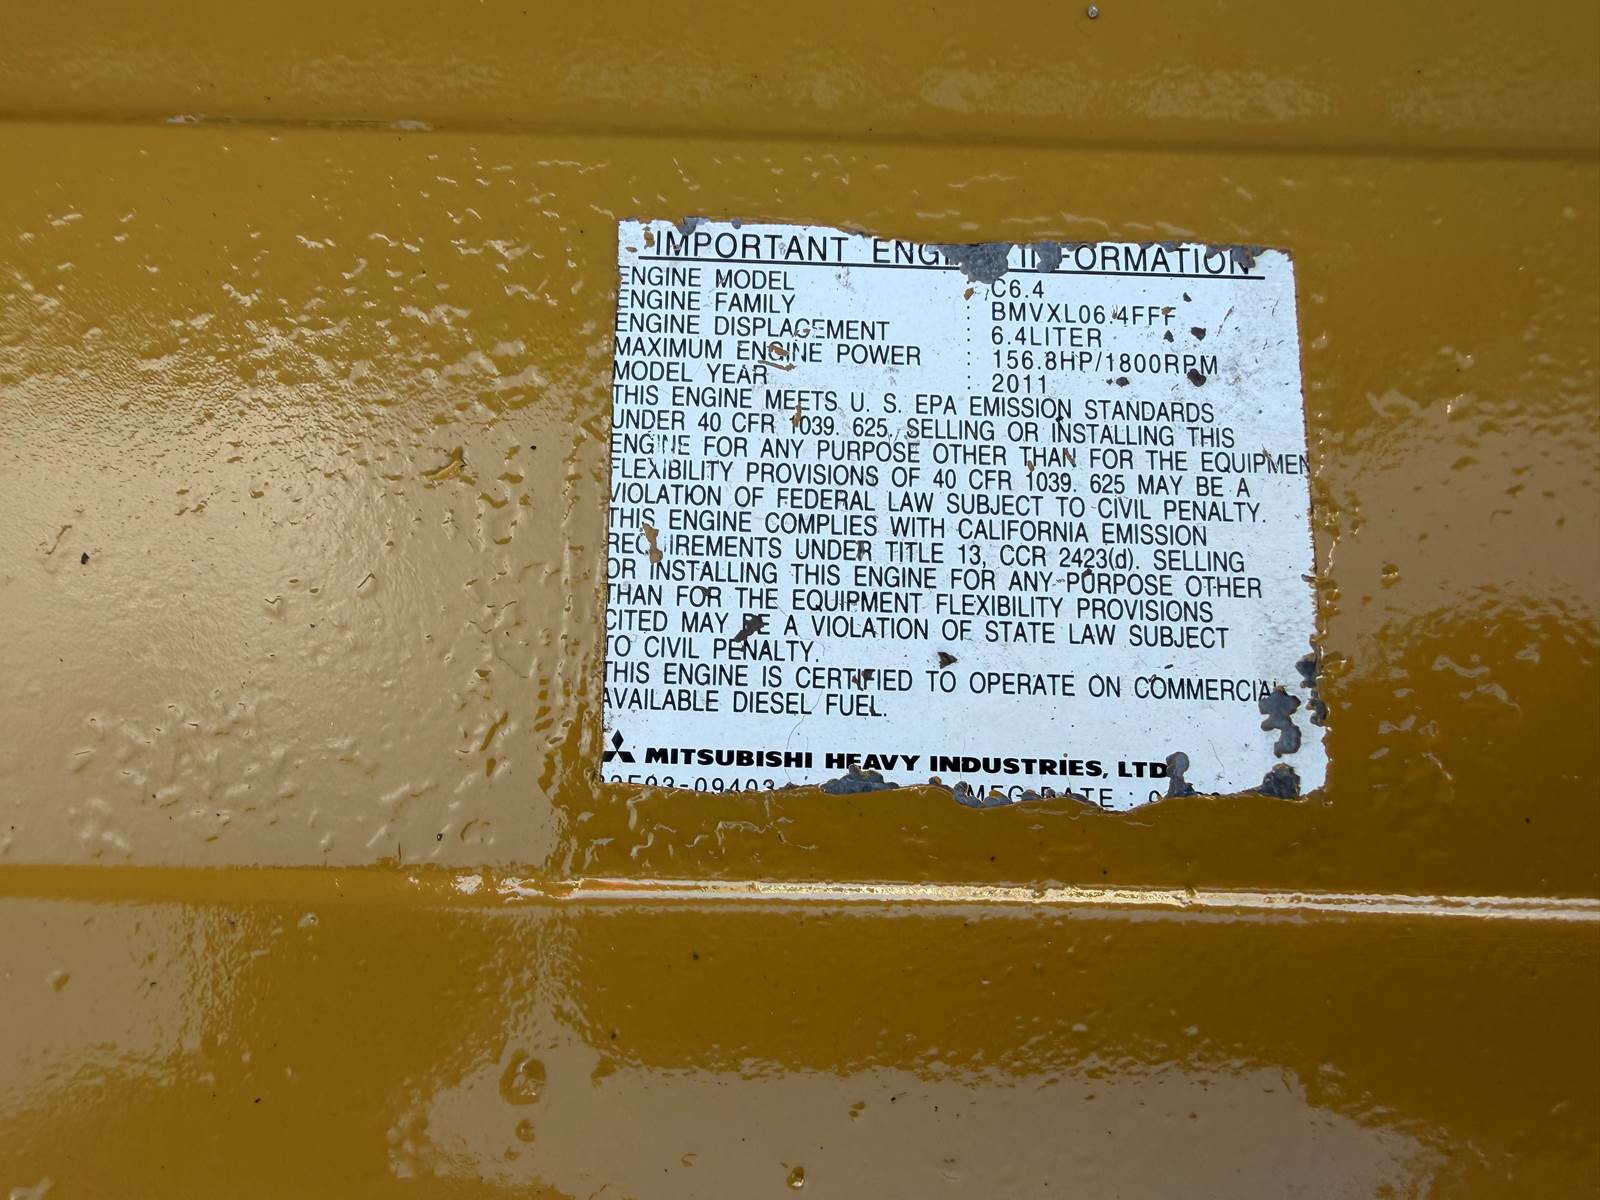 IMPORTANT ENGINE INFORMATION
ENGINE MODEL : C6.4
ENGINE FAMILY : BMVXL06.4FFF
ENGINE DISPLACEMENT : 6.4LITER
MAXIMUM ENGINE POWER : 156.8HP/1800RPM
MODEL YEAR : 2011
THIS ENGINE MEETS U. S. EPA EMISSION STANDARDS
UNDER 40 CFR 1039. 625. SELLING OR INSTALLING THIS
ENGINE FOR ANY PURPOSE OTHER THAN FOR THE EQUIPMEN
FLEXIBILITY PROVISIONS OF 40 CFR 1039. 625 MAY BE A
VIOLATION OF FEDERAL LAW SUBJECT TO CIVIL PENALTY.
THIS ENGINE COMPLIES WITH CALIFORNIA EMISSION
REQUIREMENTS UNDER TITLE 13, CCR 2423(d). SELLING
OR INSTALLING THIS ENGINE FOR ANY PURPOSE OTHER
THAN FOR THE EQUIPMENT FLEXIBILITY PROVISIONS
CITED MAY BE A VIOLATION OF STATE LAW SUBJECT
TO CIVIL PENALTY.
THIS ENGINE IS CERTIFIED TO OPERATE ON COMMERCIAL
AVAILABLE DIESEL FUEL.
MITSUBISHI HEAVY INDUSTRIES, LTD
MFG DATE :